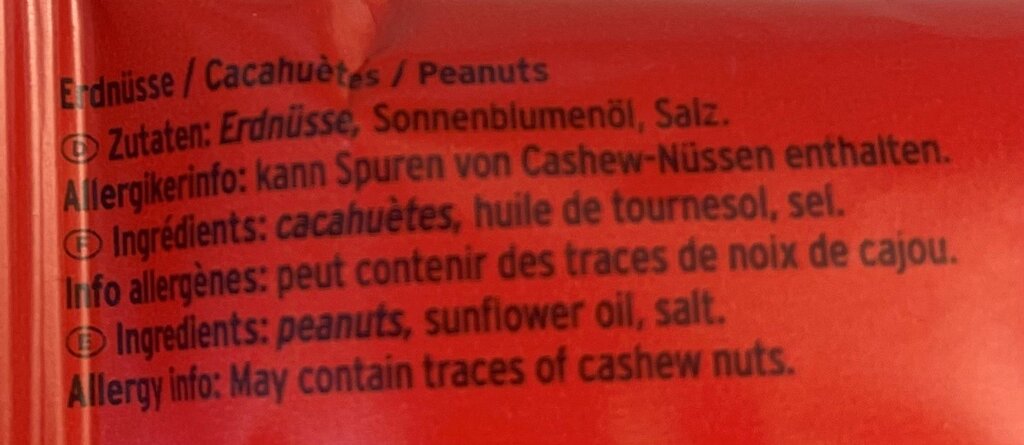 Erdnüsse / Cacahuètes / Peanuts
D Zutaten: Erdnüsse, Sonnenblumenöl, Salz.
Allergikerinfo: kann Spuren von Cashew-Nüssen enthalten.
F Ingrédients: cacahuètes, huile de tournesol, sel.
Info allergènes: peut contenir des traces de noix de cajou.
E Ingredients: peanuts, sunflower oil, salt.
Allergy info: May contain traces of cashew nuts.